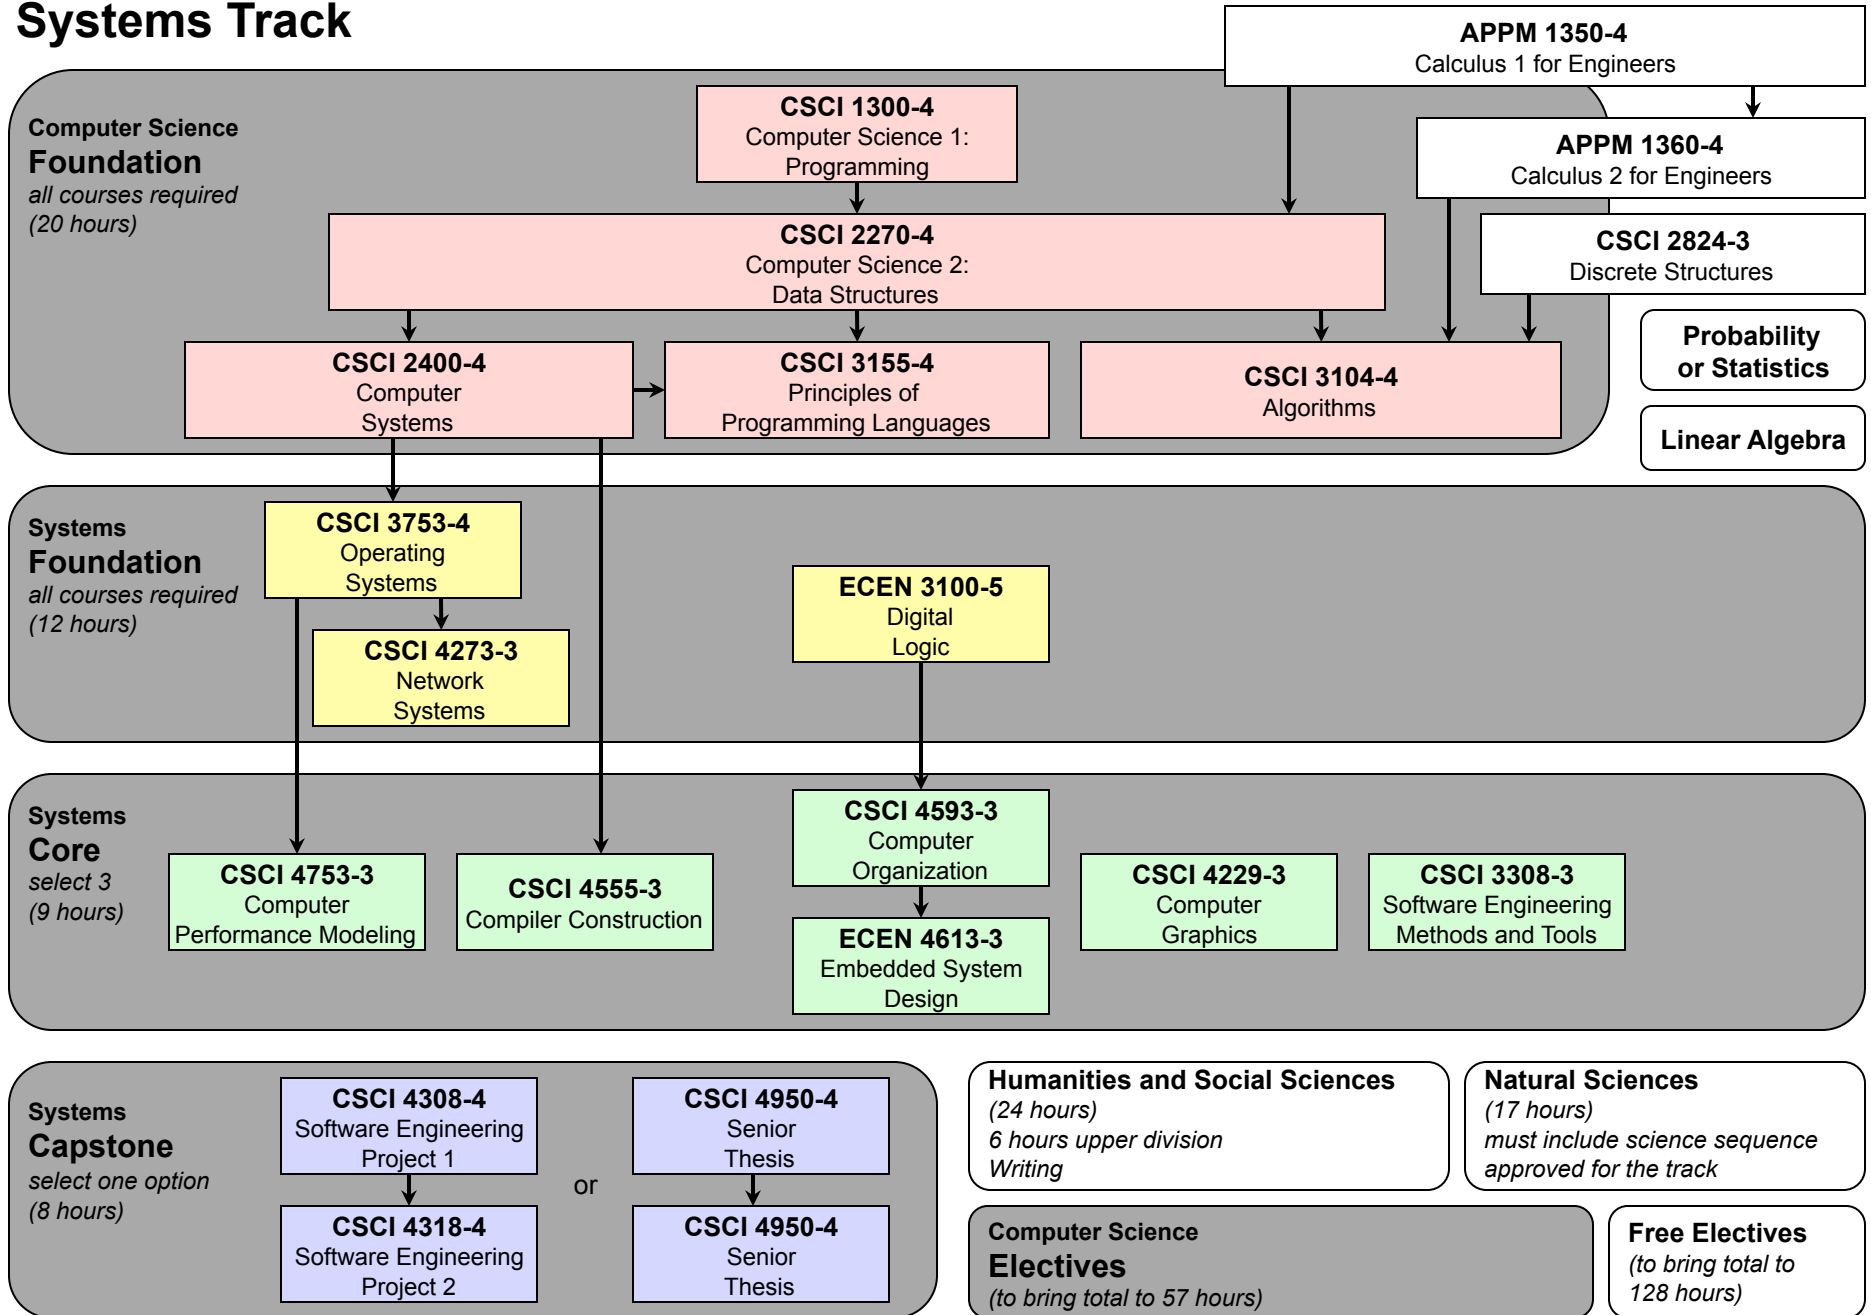 Systems Track
APPM 1350-4
Calculus 1 for Engineers
Computer Science
Foundation
all courses required
(20 hours)
CSCI 1300-4
Computer Science 1:
Programming
APPM 1360-4
Calculus 2 for Engineers
CSCI 2270-4
Computer Science 2:
Data Structures
CSCI 2824-3
Discrete Structures
CSCI 2400-4
Computer
Systems
CSCI 3155-4
Principles of
Programming Languages
CSCI 3104-4
Algorithms
Probability
or Statistics
Linear Algebra
Systems
Foundation
all courses required
(12 hours)
CSCI 3753-4
Operating
Systems
CSCI 4273-3
Network
Systems
ECEN 3100-5
Digital
Logic
Systems
Core
select 3
(9 hours)
CSCI 4753-3
Computer
Performance Modeling
CSCI 4555-3
Compiler Construction
CSCI 4593-3
Computer
Organization
ECEN 4613-3
Embedded System
Design
CSCI 4229-3
Computer
Graphics
CSCI 3308-3
Software Engineering
Methods and Tools
Systems
Capstone
select one option
(8 hours)
CSCI 4308-4
Software Engineering
Project 1
CSCI 4318-4
Software Engineering
Project 2
or
CSCI 4950-4
Senior
Thesis
CSCI 4950-4
Senior
Thesis
Humanities and Social Sciences
(24 hours)
6 hours upper division
Writing
Natural Sciences
(17 hours)
must include science sequence
approved for the track
Computer Science
Electives
(to bring total to 57 hours)
Free Electives
(to bring total to
128 hours)